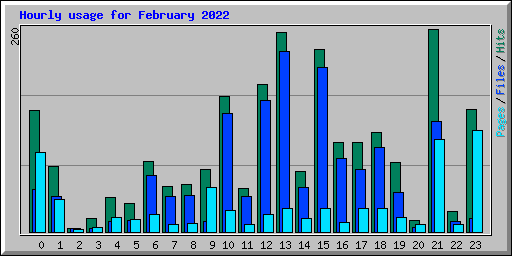 Hourly usage for February 2022
260
Pages / Files / Hits
0 1 2 3 4 5 6 7 8 9 10 11 12 13 14 15 16 17 18 19 20 21 22 23